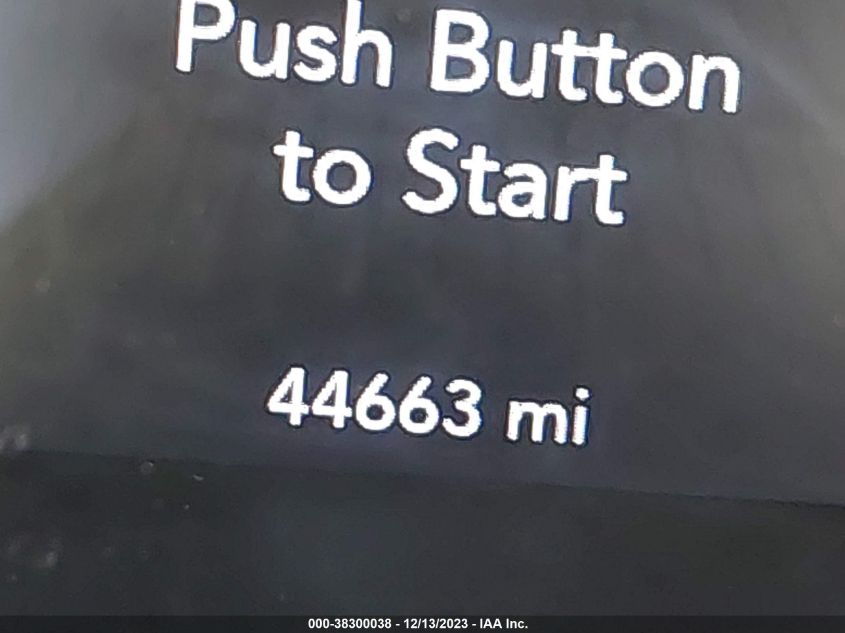 Push Button
to Start
44663 mi
000-38300038 - 12/13/2023 - IAA Inc.